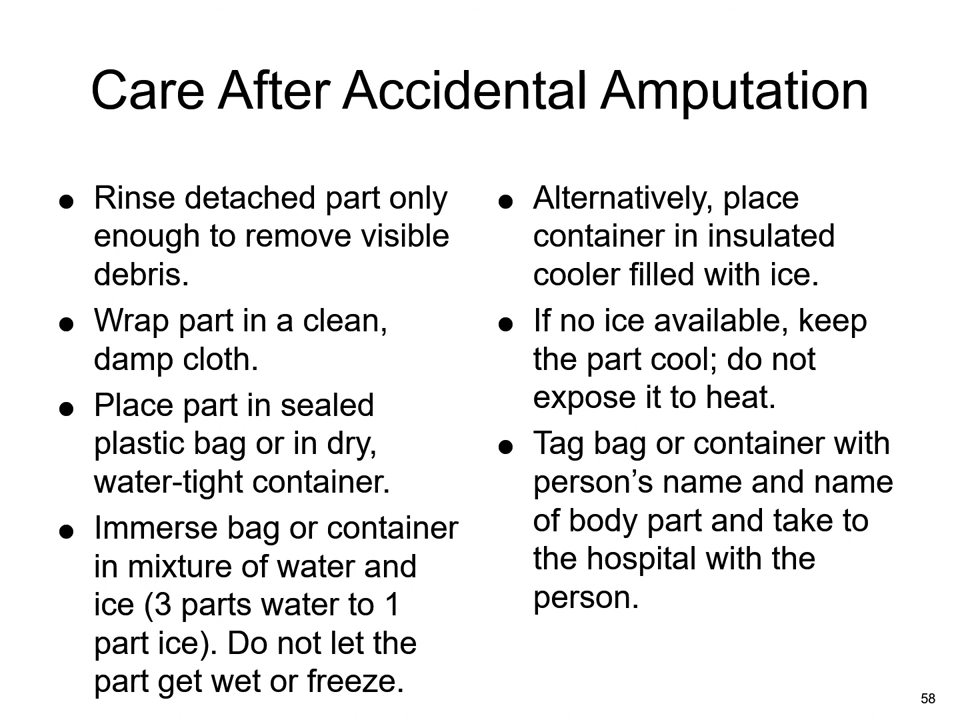 Care After Accidental Amputation
● Rinse detached part only
enough to remove visible
debris.
● Wrap part in a clean,
damp cloth.
● Place part in sealed
plastic bag or in dry,
water-tight container.
● Immerse bag or container
in mixture of water and
ice (3 parts water to 1
part ice). Do not let the
part get wet or freeze.
● Alternatively, place
container in insulated
cooler filled with ice.
● If no ice available, keep
the part cool; do not
expose it to heat.
● Tag bag or container with
person’s name and name
of body part and take to
the hospital with the
person.
58